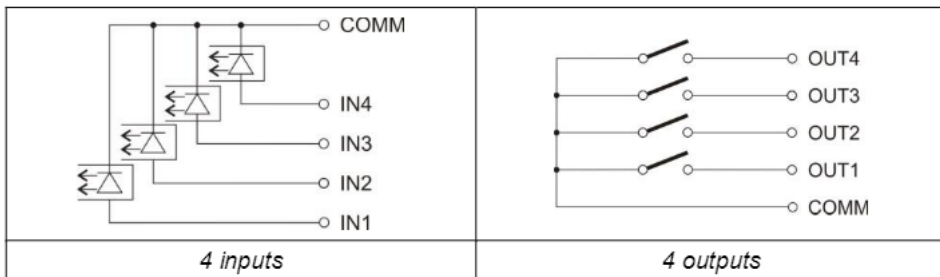 COMM
IN4
IN3
IN2
IN1
4 inputs
OUT4
OUT3
OUT2
OUT1
COMM
4 outputs